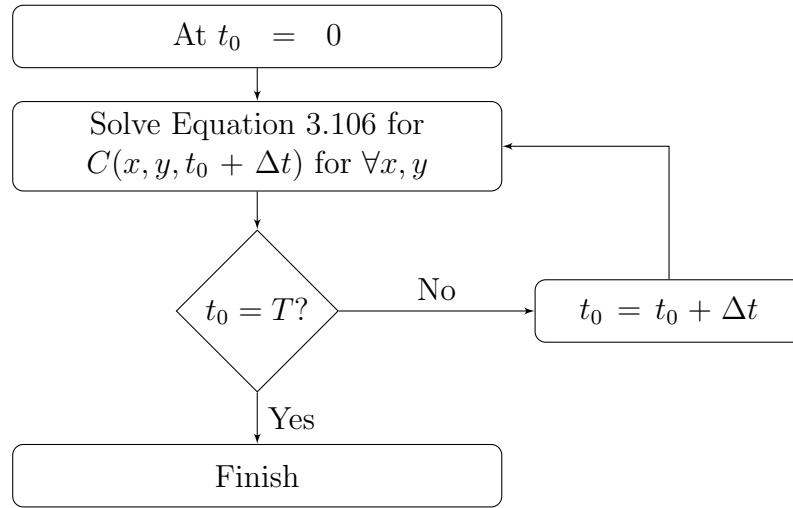 At t₀ = 0
Solve Equation 3.106 for
C(x, y, t₀ + Δt) for ∀x, y
t₀ = T?
No
t₀ = t₀ + Δt
Yes
Finish